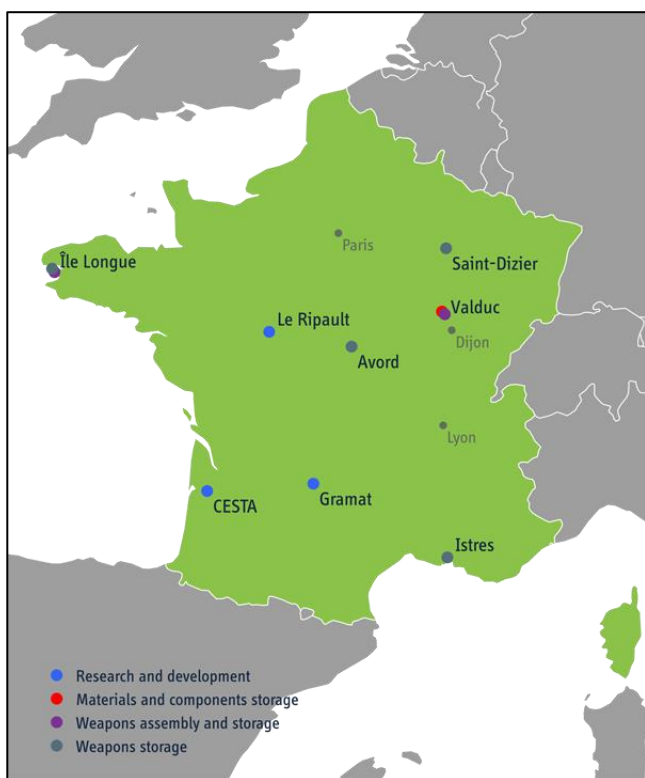 Paris
Île Longue
Saint-Dizier
Le Ripault
Valduc
Dijon
Avord
Lyon
CESTA
Gramat
Istres
Research and development
Materials and components storage
Weapons assembly and storage
Weapons storage